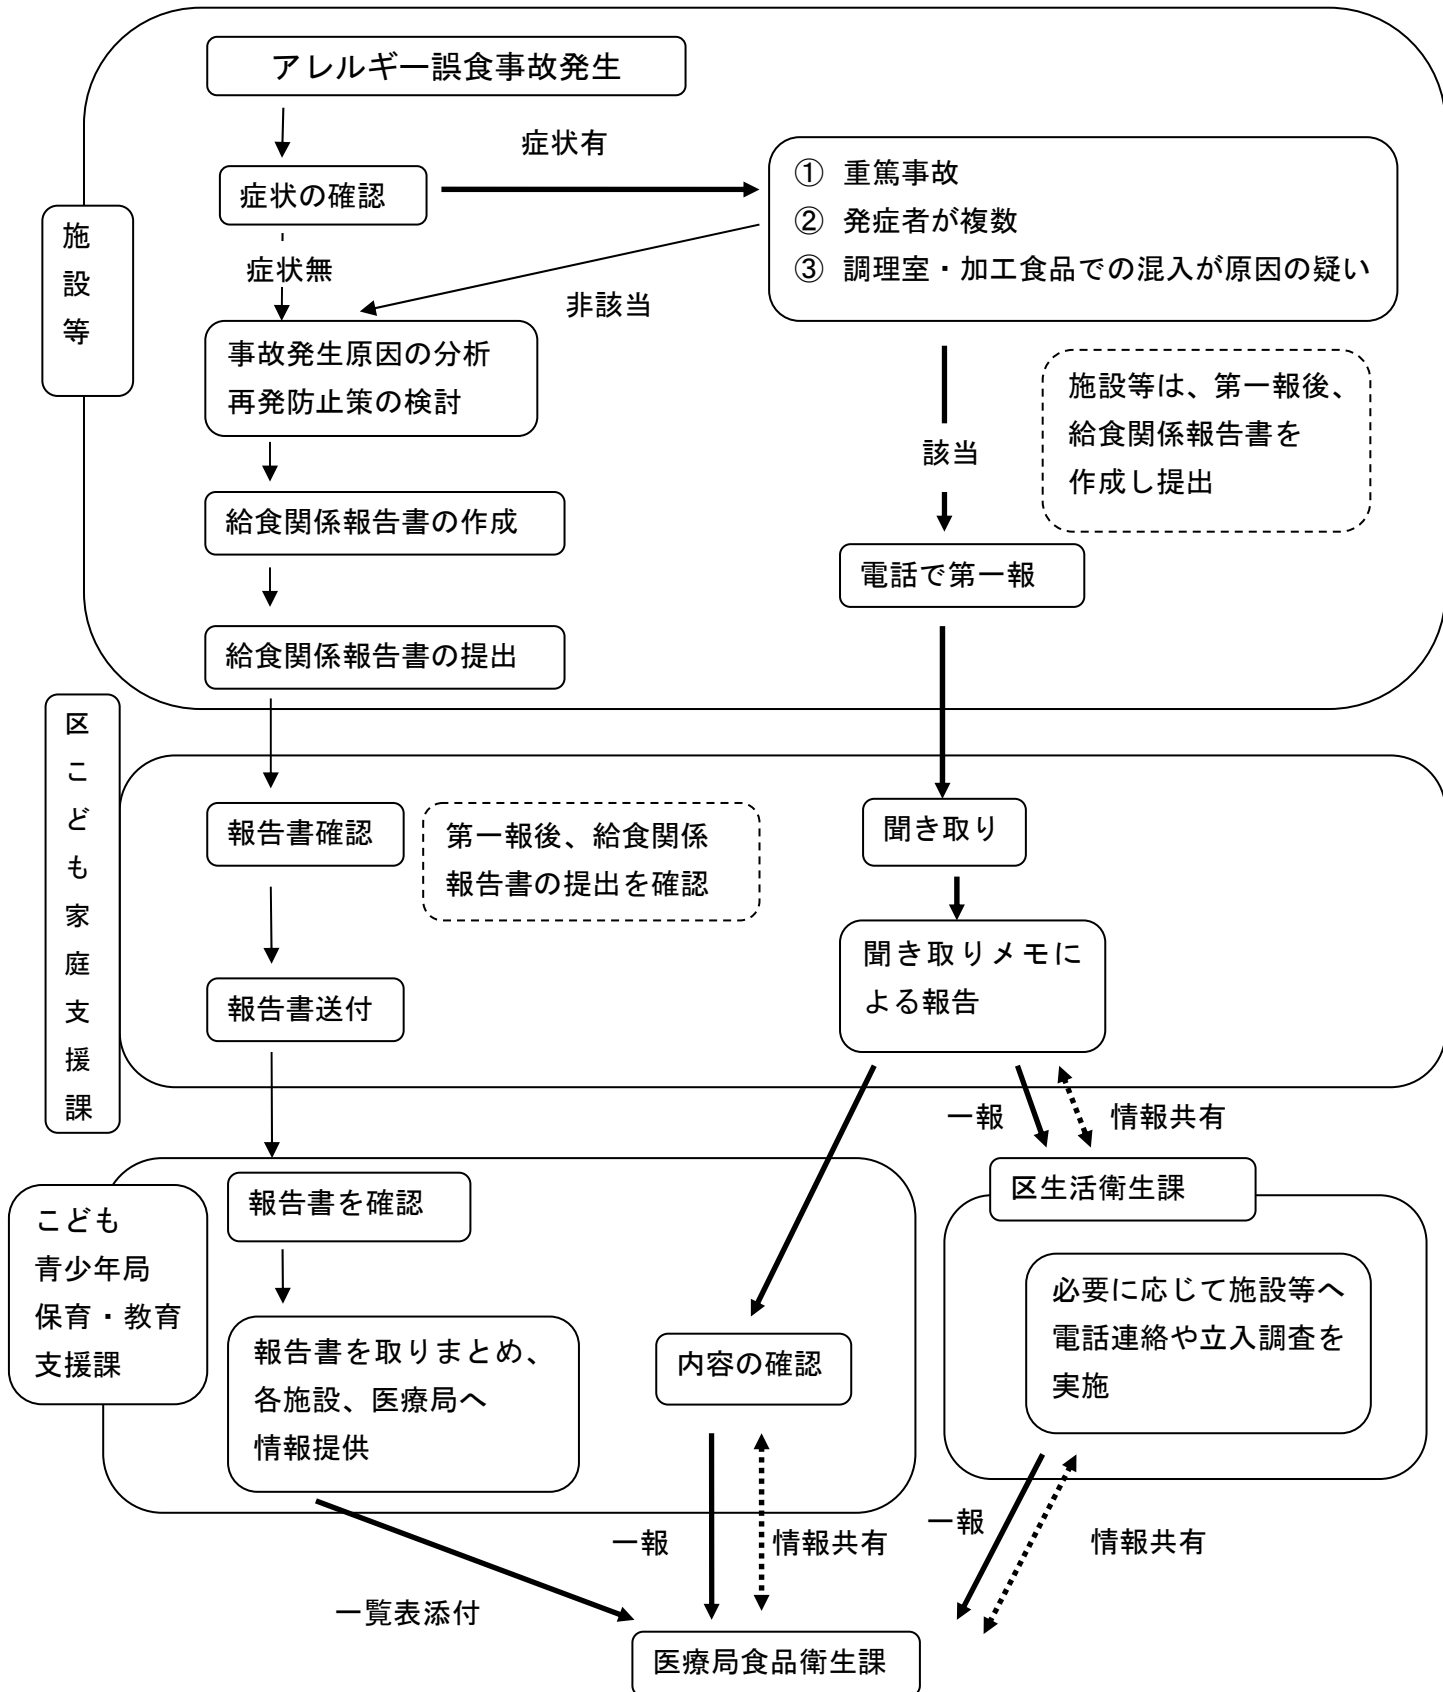 アレルギー誤食事故発生
症状有
症状の確認
① 重篤事故
② 発症者が複数
③ 調理室・加工食品での混入が原因の疑い
施設等
症状無
非該当
事故発生原因の分析
再発防止策の検討
施設等は、第一報後、
給食関係報告書を
作成し提出
該当
給食関係報告書の作成
電話で第一報
給食関係報告書の提出
区こども家庭支援課
報告書確認
第一報後、給食関係
報告書の提出を確認
聞き取り
聞き取りメモに
よる報告
報告書送付
一報
情報共有
こども
青少年局
保育・教育
支援課
報告書を確認
区生活衛生課
必要に応じて施設等へ
電話連絡や立入調査を
実施
報告書を取りまとめ、
各施設、医療局へ
情報提供
内容の確認
一報
情報共有
一報
情報共有
一覧表添付
医療局食品衛生課